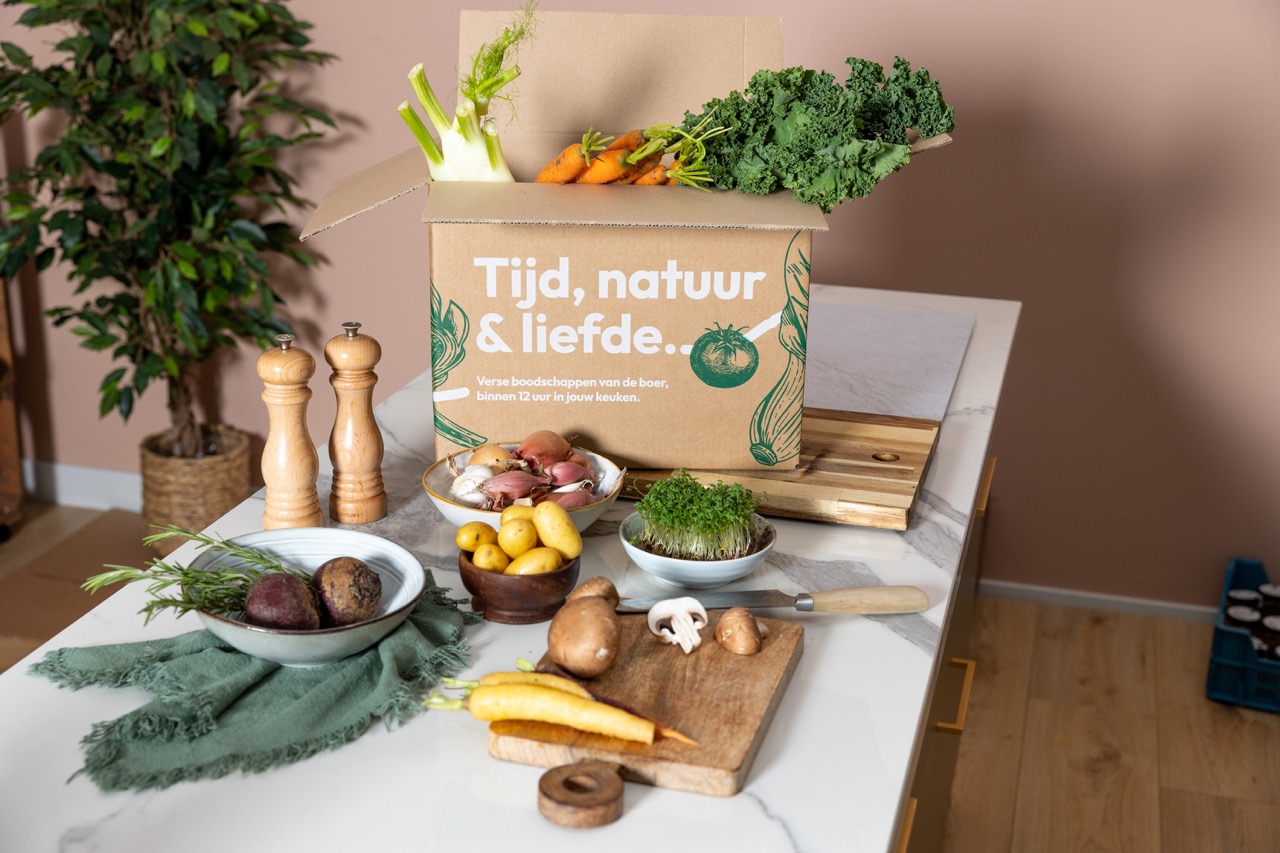 Tijd, natuur
& liefde...
Verse boodschappen van de boer,
binnen 12 uur in jouw keuken.